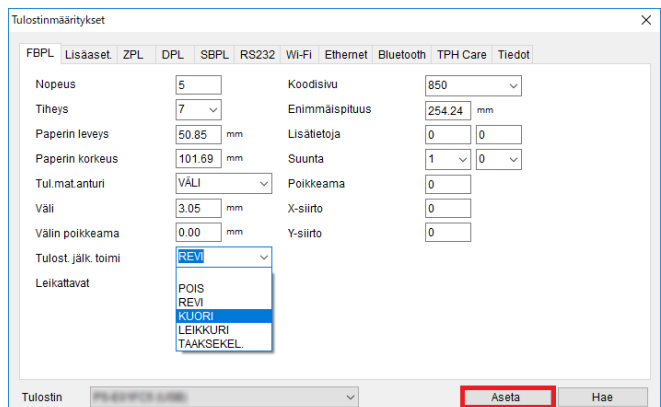 Tulostinmääritykset
FBPL Lisäaset. ZPL DPL SBPL RS232 Wi-Fi Ethernet Bluetooth TPH Care Tiedot
Nopeus 5 Koodisivu 850
Tiheys 7 Enimmäispituus 254.24 mm
Paperin leveys 50.85 mm Lisätietoja 0 0
Paperin korkeus 101.69 mm Suunta 1 0
Tul.mat.anturi VÄLI Poikkeama 0
Väli 3.05 mm X-siirto 0
Välin poikkeama 0.00 mm Y-siirto 0
Tulost. jälk. toimi REVI
Leikattavat
POIS
REVI
KUORI
LEIKKURI
TAAKSEKEL.
Tulostin Aseta Hae